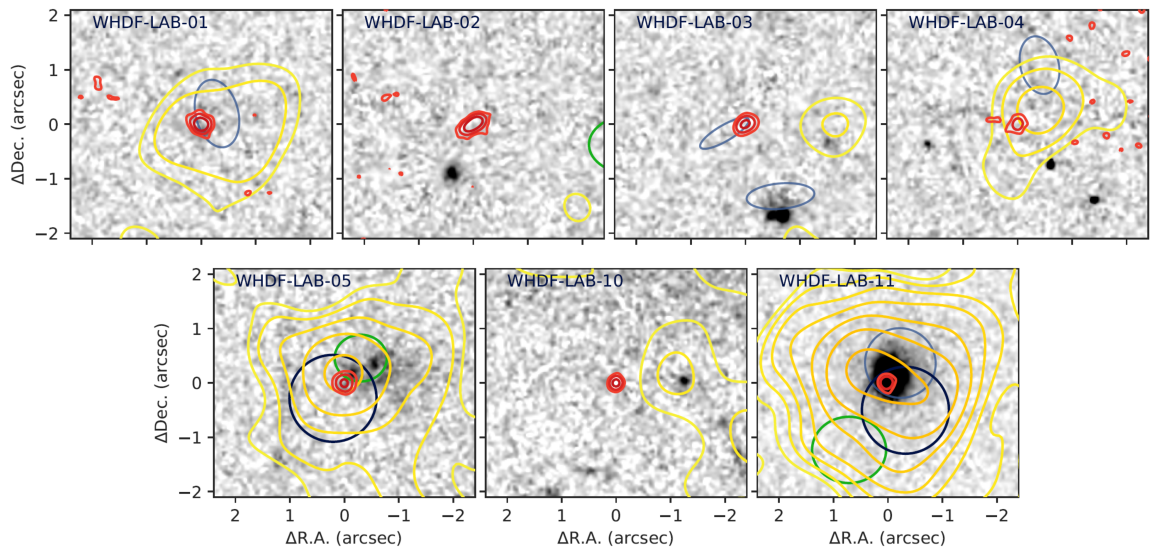 WHDF-LAB-01
WHDF-LAB-02
WHDF-LAB-03
WHDF-LAB-04
ΔDec. (arcsec)
1
0
−1
−2
WHDF-LAB-05
WHDF-LAB-10
WHDF-LAB-11
ΔDec. (arcsec)
2
1
0
−1
−2
2 1 0 −1 −2
2 1 0 −1 −2
2 1 0 −1 −2
ΔR.A. (arcsec)
ΔR.A. (arcsec)
ΔR.A. (arcsec)